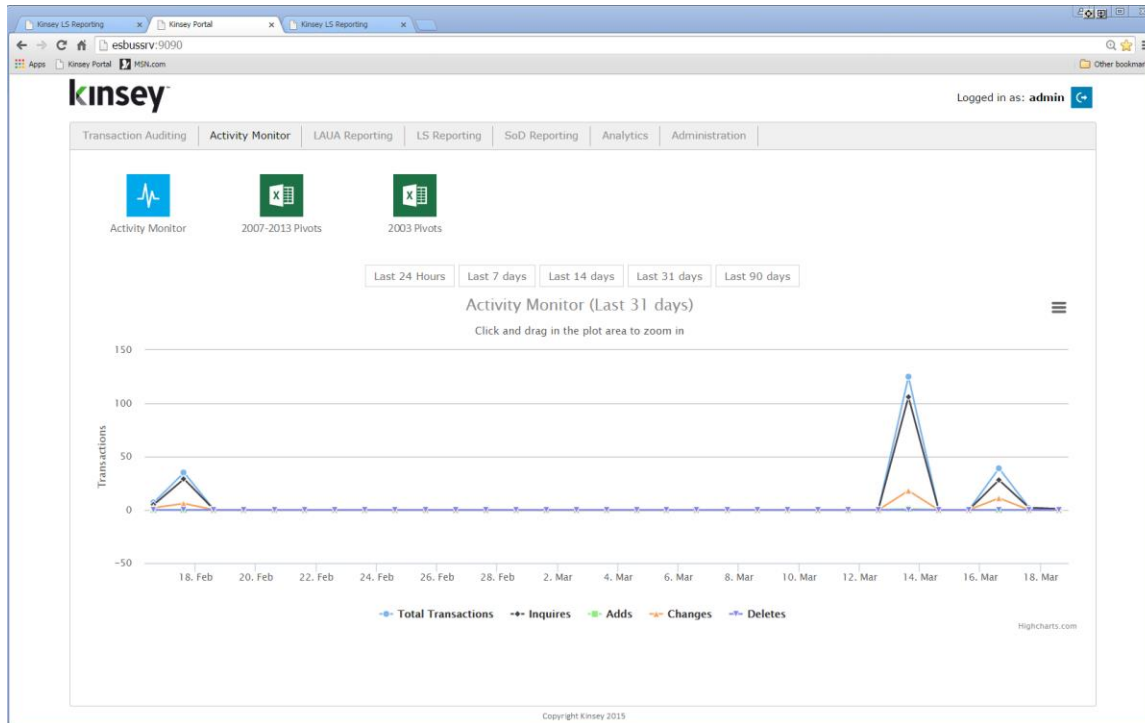 Kinsey LS Reporting x Kinsey Portal x Kinsey LS Reporting x
esbussrv:9090
Apps Kinsey Portal MSN.com Other bookmar
kinsey
Logged in as: admin
Transaction Auditing Activity Monitor LAUA Reporting LS Reporting SoD Reporting Analytics Administration
Activity Monitor 2007-2013 Pivots 2003 Pivots
Last 24 Hours Last 7 days Last 14 days Last 31 days Last 90 days
Activity Monitor (Last 31 days)
Click and drag in the plot area to zoom in
150
100
50
0
-50
Transactions
18. Feb 20. Feb 22. Feb 24. Feb 26. Feb 28. Feb 2. Mar 4. Mar 6. Mar 8. Mar 10. Mar 12. Mar 14. Mar 16. Mar 18. Mar
Total Transactions Inquires Adds Changes Deletes
Highcharts.com
Copyright Kinsey 2015